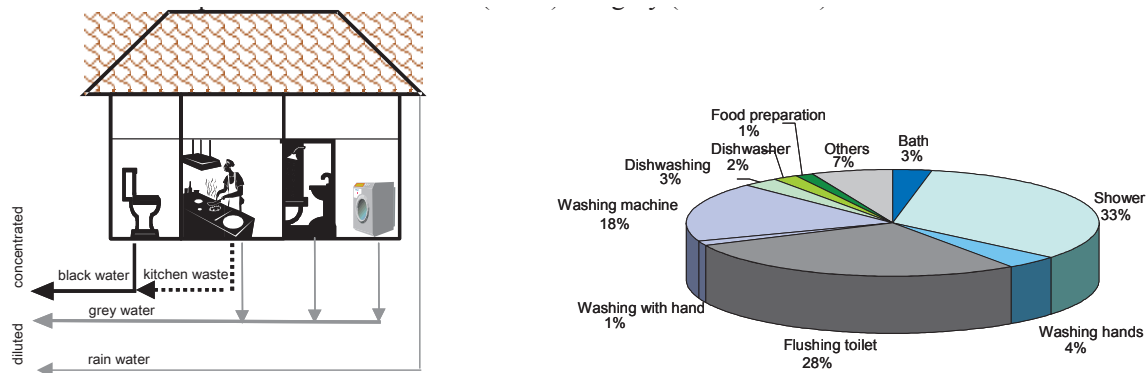 concentrated
black water
kitchen waste
grey water
diluted
rain water
Food preparation
1%
Dishwasher
2%
Others
7%
Bath
3%
Dishwashing
3%
Washing machine
18%
Shower
33%
Washing with hand
1%
Flushing toilet
28%
Washing hands
4%